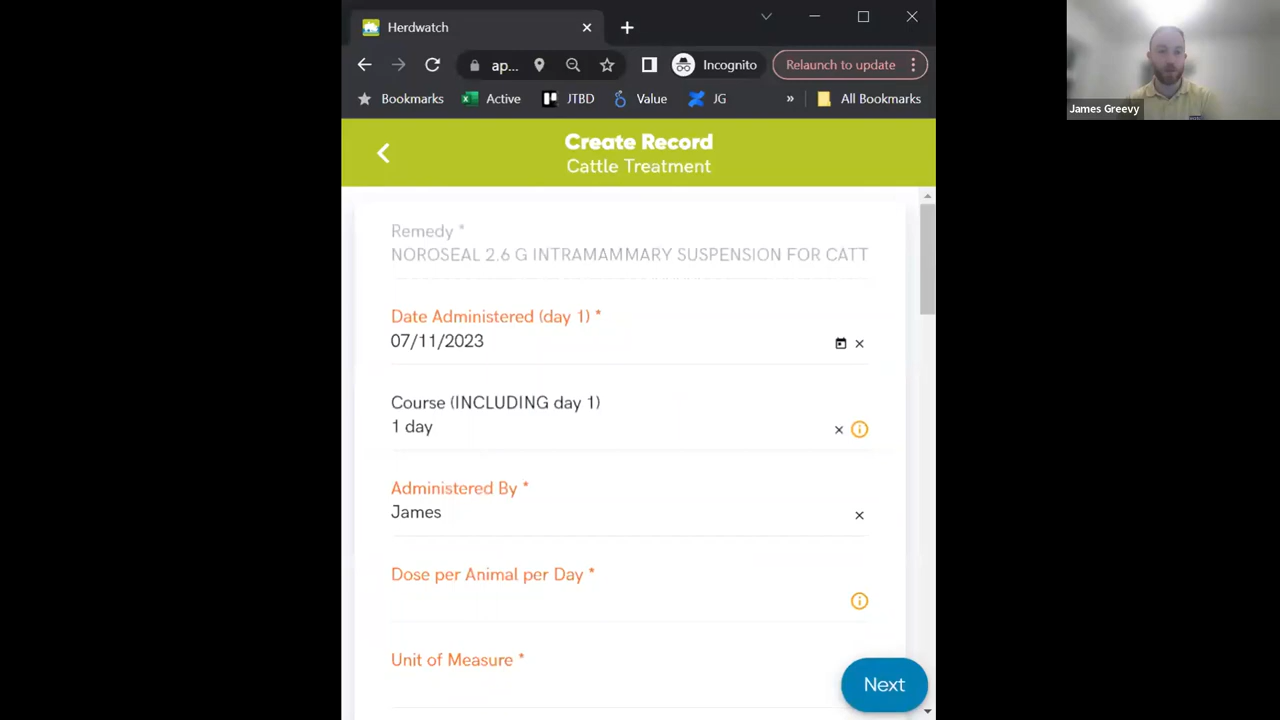 Herdwatch
ap...
Incognito
Relaunch to update
Bookmarks
Active
JTBD
Value
JG
»
All Bookmarks
James Greevy
Create Record
Cattle Treatment
Remedy *
NOROSEAL 2.6 G INTRAMAMMARY SUSPENSION FOR CATT
Date Administered (day 1) *
07/11/2023
Course (INCLUDING day 1)
1 day
Administered By *
James
Dose per Animal per Day *
Unit of Measure *
Next